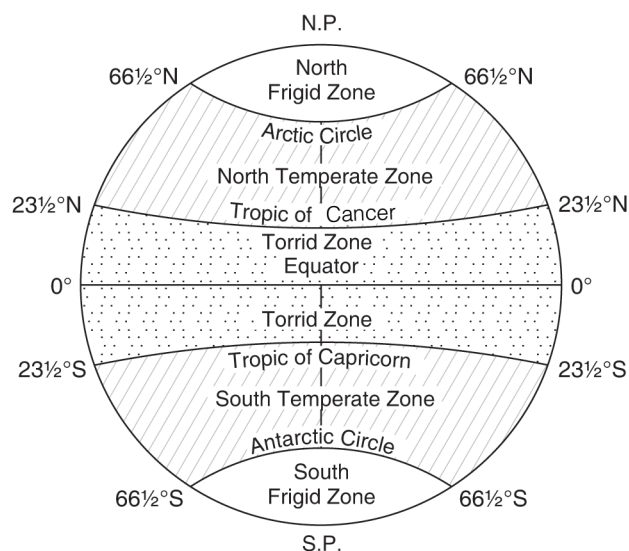 N.P.
66½°N
North
Frigid Zone
66½°N
Arctic Circle
North Temperate Zone
23½°N
Tropic of Cancer
23½°N
Torrid Zone
Equator
0°
0°
Torrid Zone
Tropic of Capricorn
23½°S
23½°S
South Temperate Zone
Antarctic Circle
South
66½°S
Frigid Zone
66½°S
S.P.